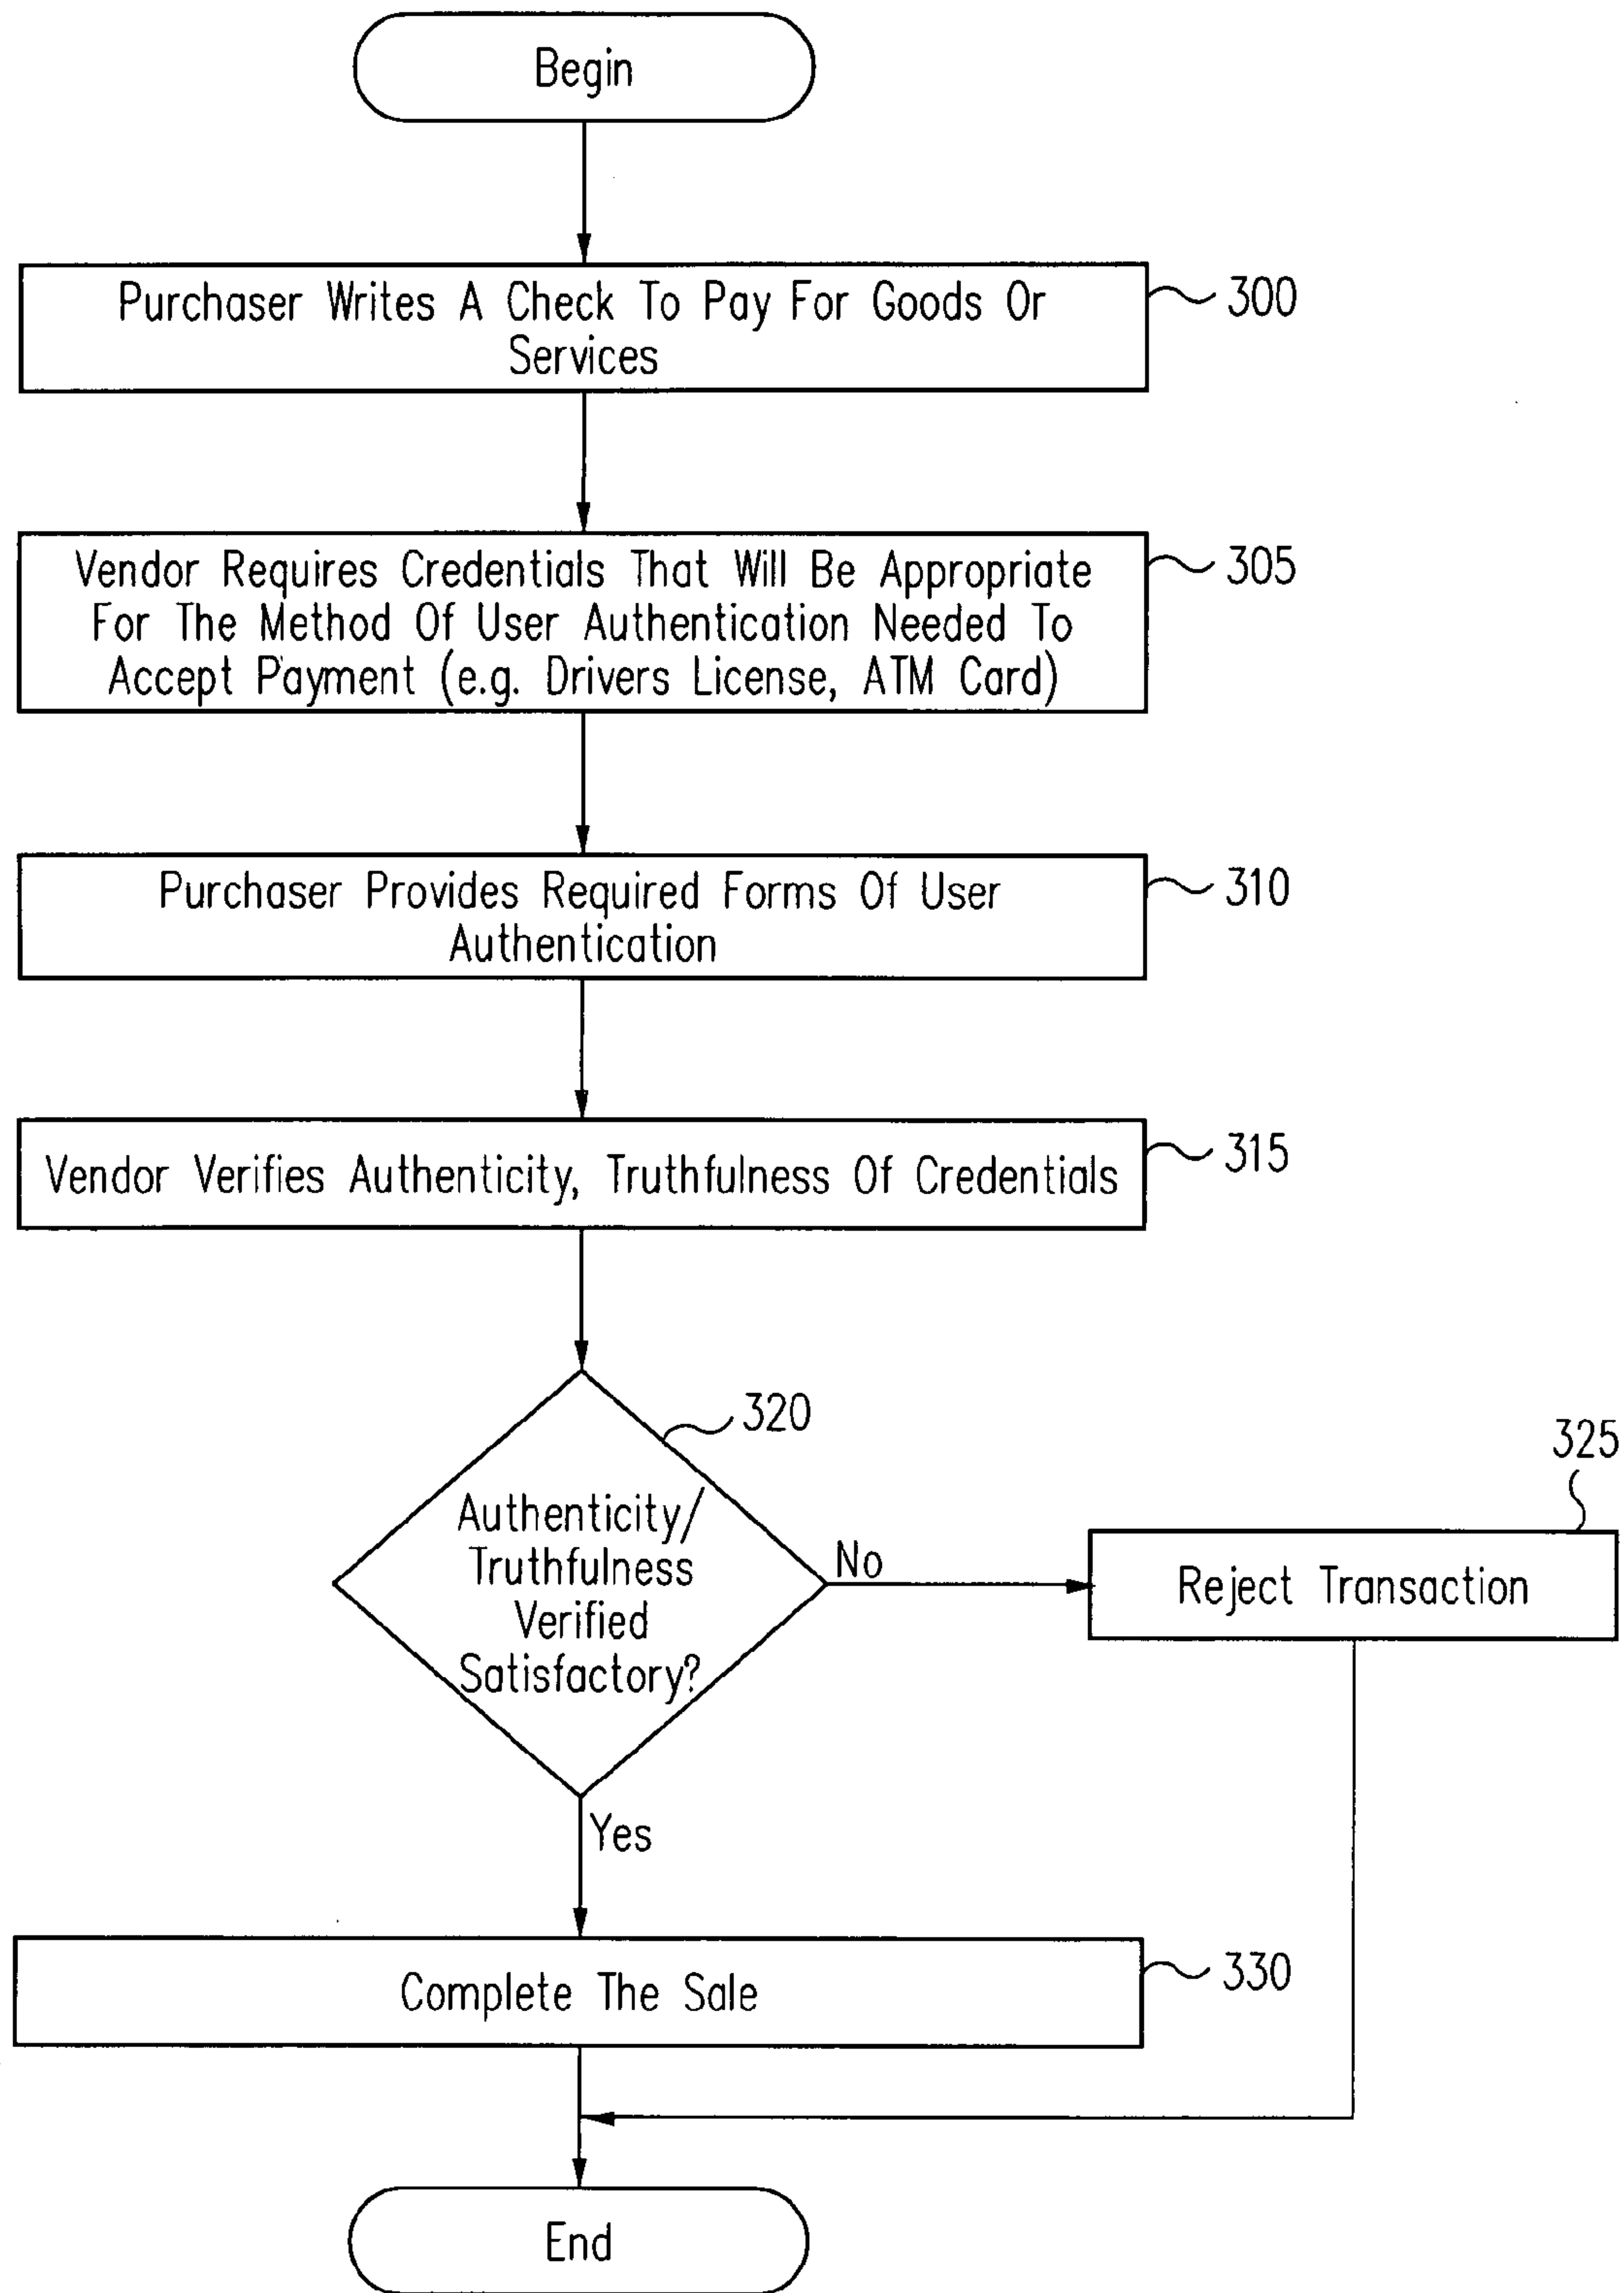 Begin
Purchaser Writes A Check To Pay For Goods Or
Services
300
Vendor Requires Credentials That Will Be Appropriate
For The Method Of User Authentication Needed To
Accept Payment (e.g. Drivers License, ATM Card)
305
Purchaser Provides Required Forms Of User
Authentication
310
Vendor Verifies Authenticity, Truthfulness Of Credentials
315
320
Authenticity/
Truthfulness
Verified
Satisfactory?
No
325
Reject Transaction
Yes
Complete The Sale
330
End